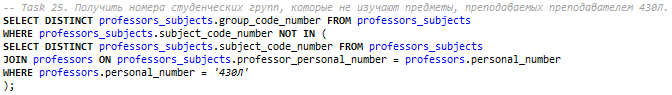 -- Task 25. Получить номера студенческих групп, которые не изучают предметы, преподаваемых преподавателем 430Л.
SELECT DISTINCT professors_subjects.group_code_number FROM professors_subjects
WHERE professors_subjects.subject_code_number NOT IN (
SELECT DISTINCT professors_subjects.subject_code_number FROM professors_subjects
JOIN professors ON professors_subjects.professor_personal_number = professors.personal_number
WHERE professors.personal_number = '430Л'
);